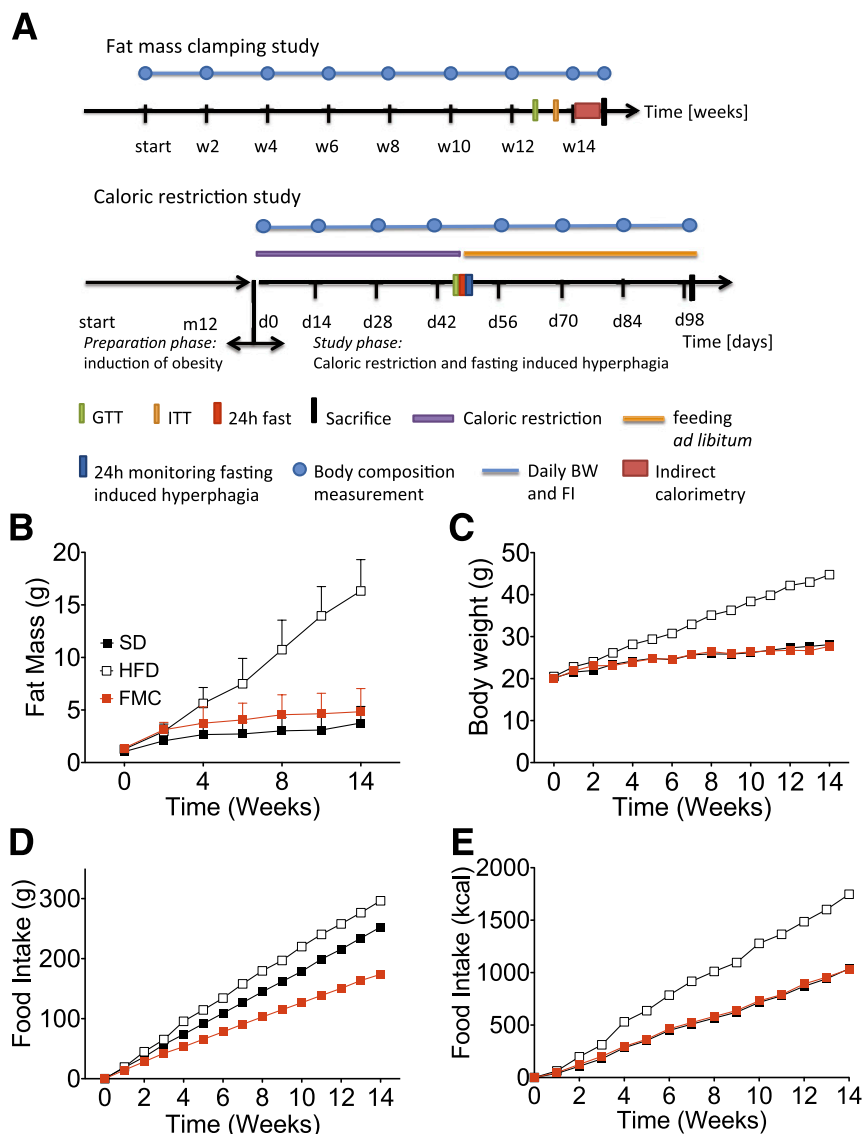 A
Fat mass clamping study
Time [weeks]
start w2 w4 w6 w8 w10 w12 w14
Caloric restriction study
start m12 d0 d14 d28 d42 d56 d70 d84 d98
Time [days]
Preparation phase:
induction of obesity
Study phase:
Caloric restriction and fasting induced hyperphagia
GTT ITT 24h fast Sacrifice Caloric restriction feeding
ad libitum
24h monitoring fasting
induced hyperphagia
Body composition
measurement
Daily BW
and FI
Indirect
calorimetry
B
Fat Mass (g)
20
15
10
5
0
SD
HFD
FMC
0 4 8 14
Time (Weeks)
C
Body weight (g)
50
40
30
20
10
0
0 2 4 6 8 10 12 14
Time (Weeks)
D
Food Intake (g)
300
200
100
0
0 2 4 6 8 10 12 14
Time (Weeks)
E
Food Intake (kcal)
2000
1500
1000
500
0
0 2 4 6 8 10 12 14
Time (Weeks)